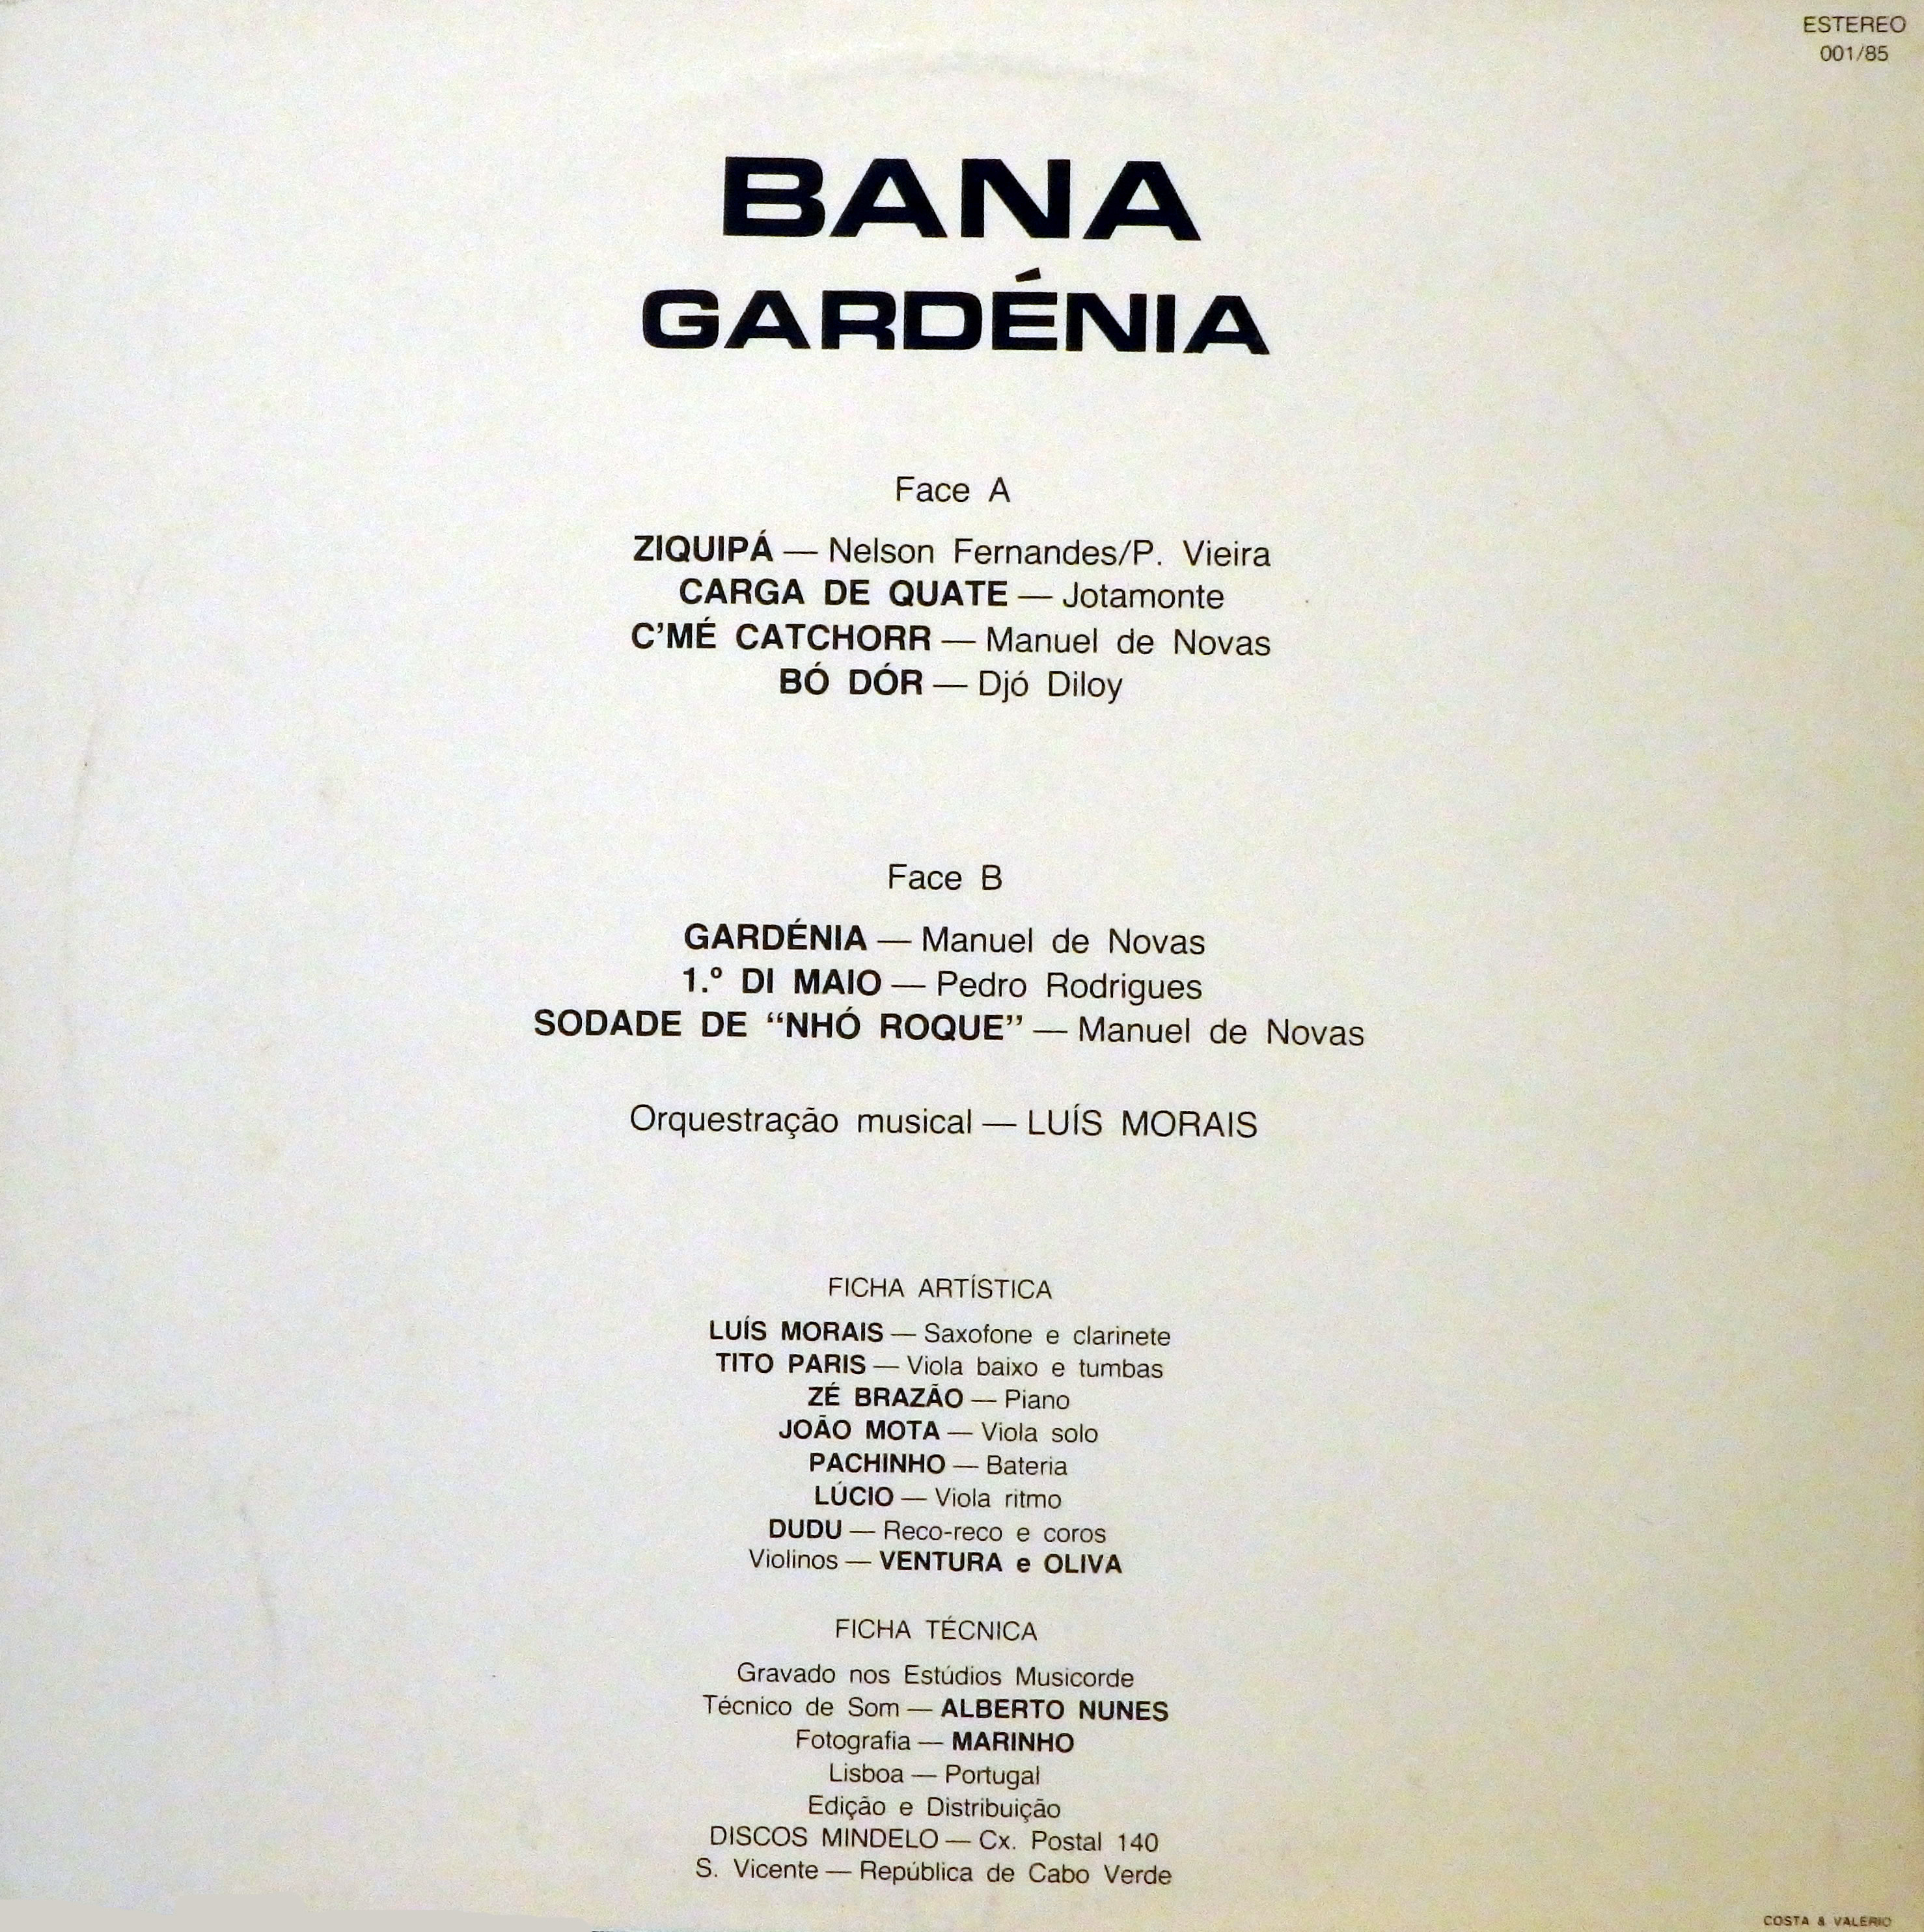 ESTEREO
001/85
BANA
GARDÉNIA
Face A
ZIQUIPÁ — Nelson Fernandes/P. Vieira
CARGA DE QUATE — Jotamonte
C’MÉ CATCHORR — Manuel de Novas
BÓ DÓR — Djó Diloy
Face B
GARDÉNIA — Manuel de Novas
1.º DI MAIO — Pedro Rodrigues
SODADE DE “NHÓ ROQUE” — Manuel de Novas
Orquestração musical — LUÍS MORAIS
FICHA ARTÍSTICA
LUÍS MORAIS — Saxofone e clarinete
TITO PARIS — Viola baixo e tumbas
ZÉ BRAZÃO — Piano
JOÃO MOTA — Viola solo
PACHINHO — Bateria
LÚCIO — Viola ritmo
DUDU — Reco-reco e coros
Violinos — VENTURA e OLIVA
FICHA TÉCNICA
Gravado nos Estúdios Musicorde
Técnico de Som — ALBERTO NUNES
Fotografia — MARINHO
Lisboa — Portugal
Edição e Distribuição
DISCOS MINDELO — Cx. Postal 140
S. Vicente — República de Cabo Verde
COSTA & VALERIO